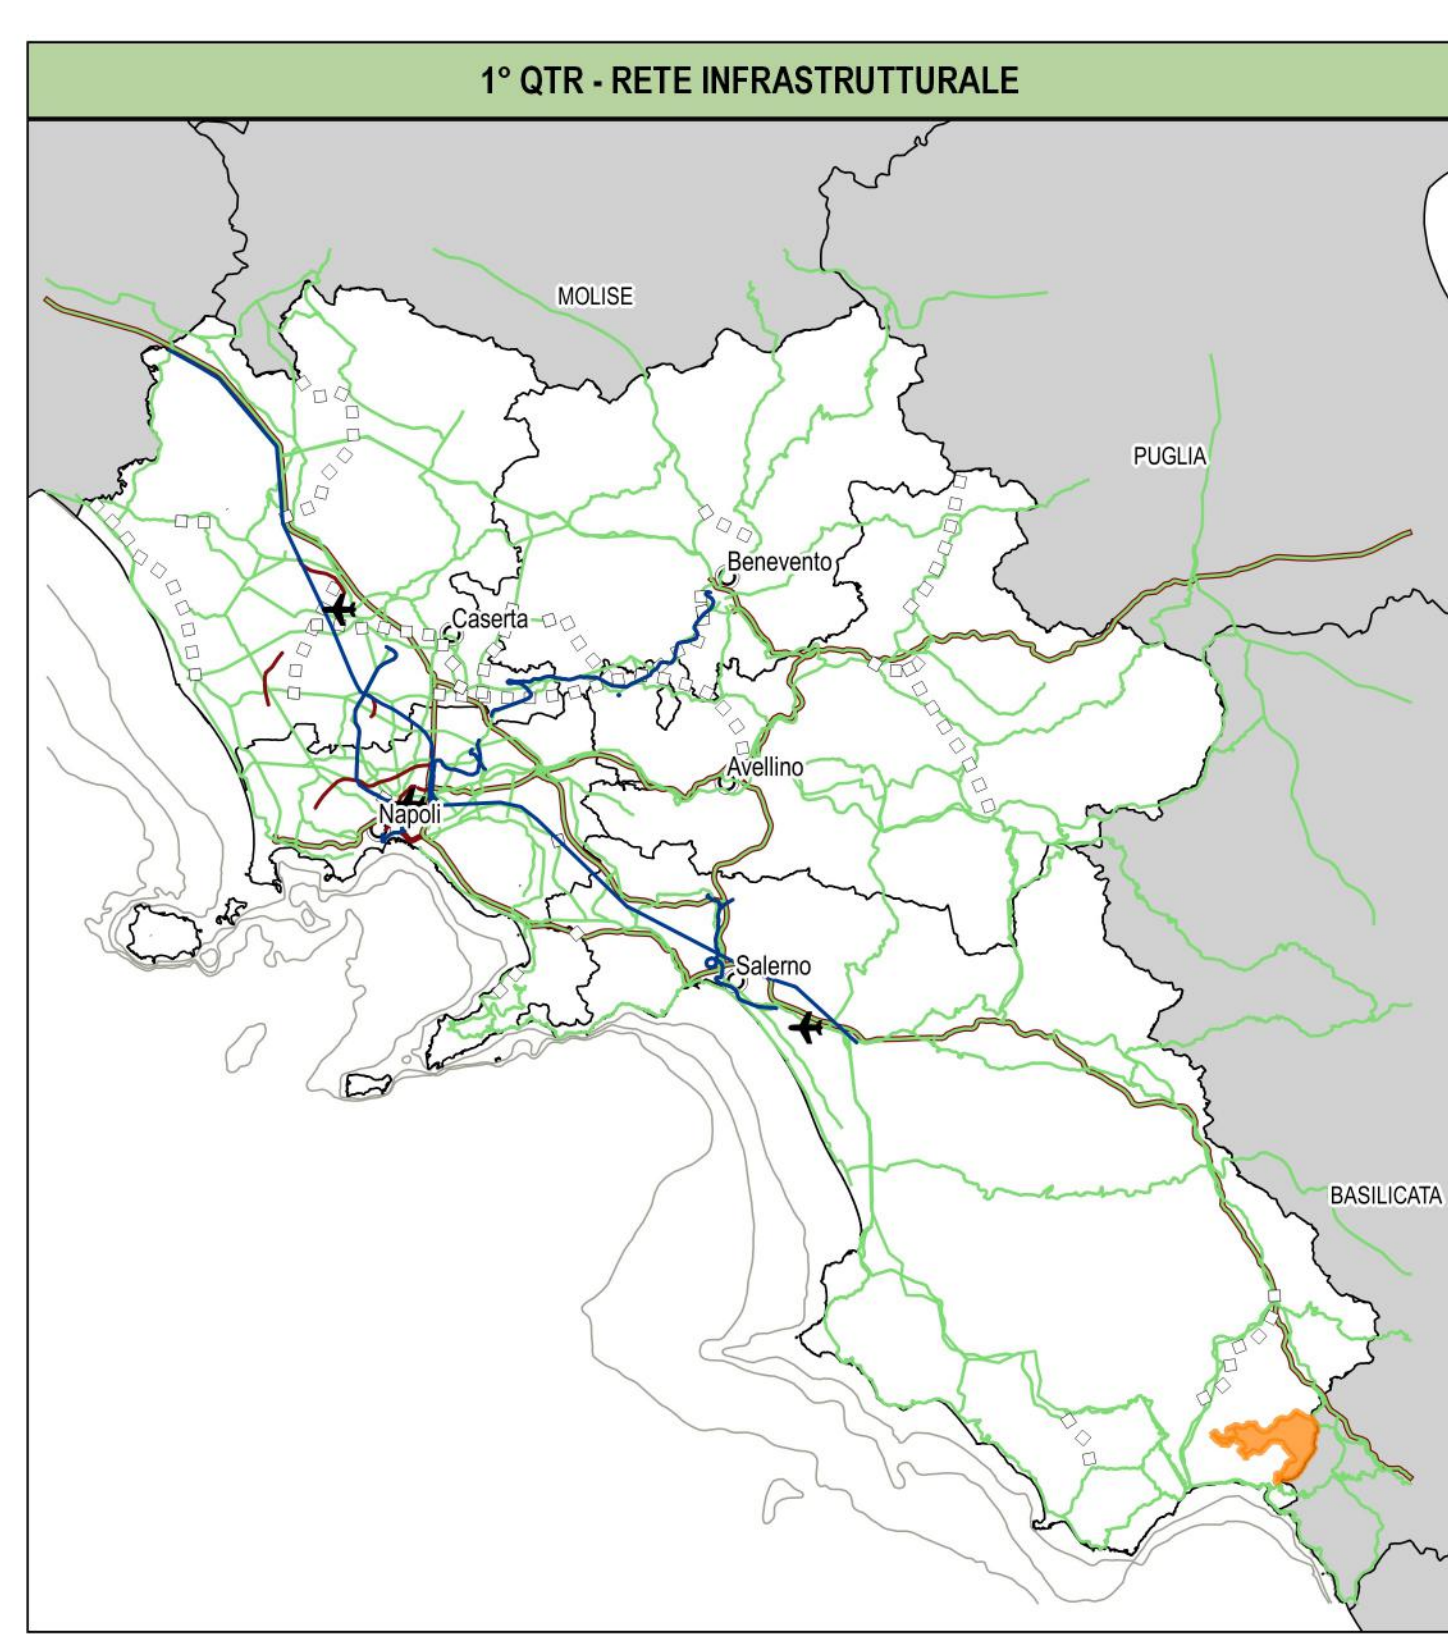 1° QTR - RETE INFRASTRUTTURALE
MOLISE
PUGLIA
Benevento
Caserta
Avellino
Napoli
Salerno
BASILICATA